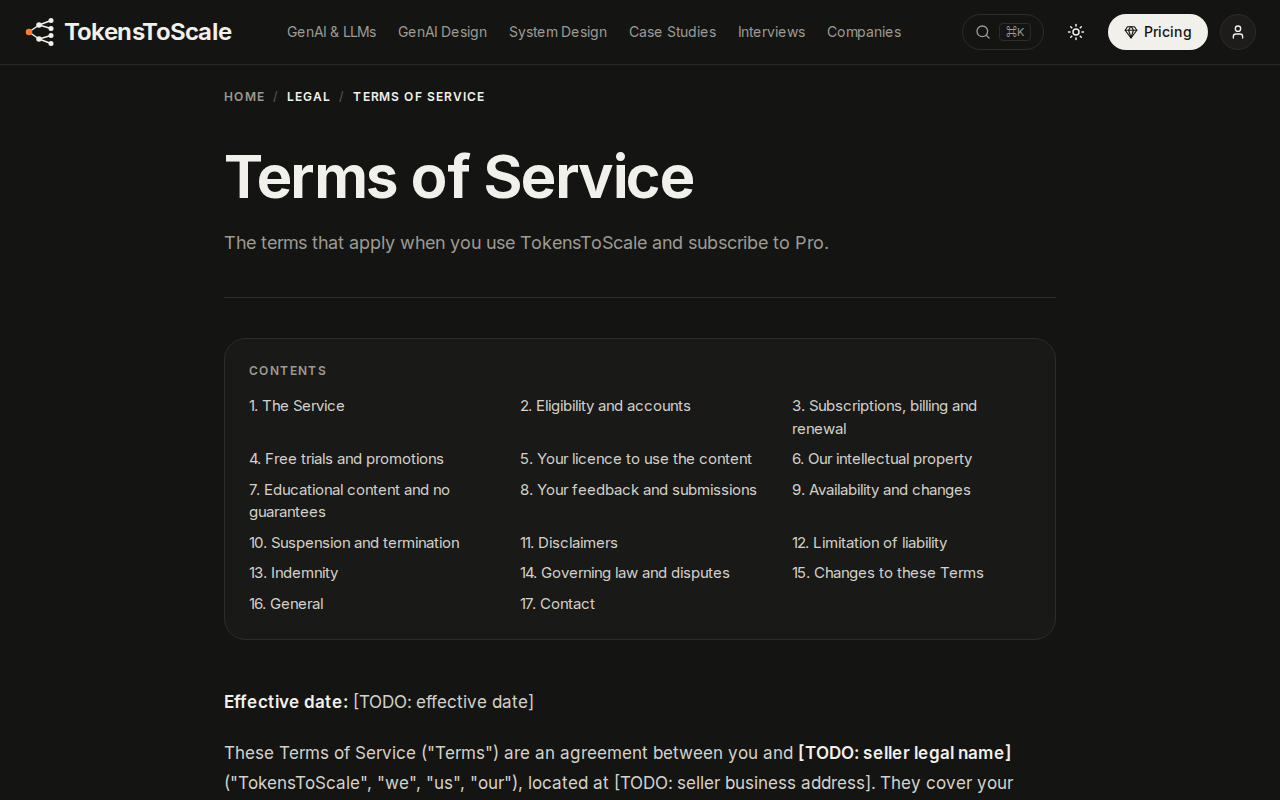 TokensToScale
GenAI & LLMs
GenAI Design
System Design
Case Studies
Interviews
Companies
⌘K
Pricing
HOME / LEGAL / TERMS OF SERVICE
Terms of Service
The terms that apply when you use TokensToScale and subscribe to Pro.
CONTENTS
1. The Service
2. Eligibility and accounts
3. Subscriptions, billing and
renewal
4. Free trials and promotions
5. Your licence to use the content
6. Our intellectual property
7. Educational content and no
guarantees
8. Your feedback and submissions
9. Availability and changes
10. Suspension and termination
11. Disclaimers
12. Limitation of liability
13. Indemnity
14. Governing law and disputes
15. Changes to these Terms
16. General
17. Contact
Effective date: [TODO: effective date]
These Terms of Service ("Terms") are an agreement between you and [TODO: seller legal name]
("TokensToScale", "we", "us", "our"), located at [TODO: seller business address]. They cover your